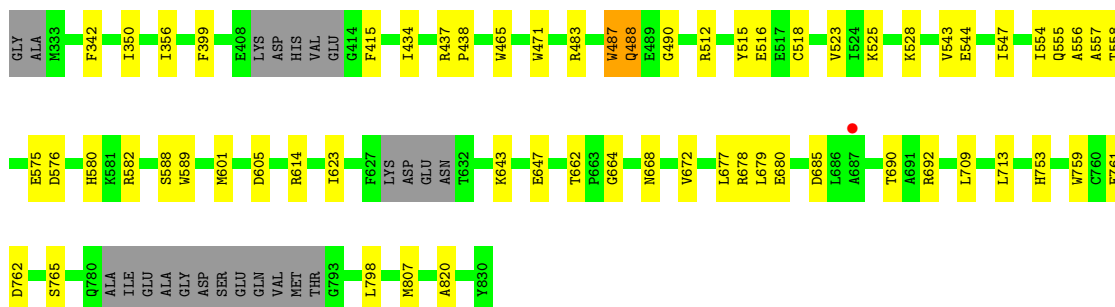 GLY ALA M333 F342 I350 I356 F399 E408 LYS ASP HIS VAL GLU G414 F415 I434 R437 P438 W465 W471 R483 W487 Q488 E489 G490 R512 Y515 E516 E517 C518 V523 I524 K525 K528 V543 E544 I547 I554 Q555 A556 A557 T558
E575 D576 H580 K581 R582 S588 W589 M601 D605 R614 I623 F627 LYS ASP GLU ASN T632 K643 E647 T662 P663 G664 N668 V672 L677 R678 L679 E680 D685 L686 A687 T690 A691 R692 L709 L713 H753 W759 C760 E761
D762 S765 Q780 ALA ILE GLU ALA GLY ASP SER GLU GLN VAL MET THR G793 L798 M807 A820 Y830